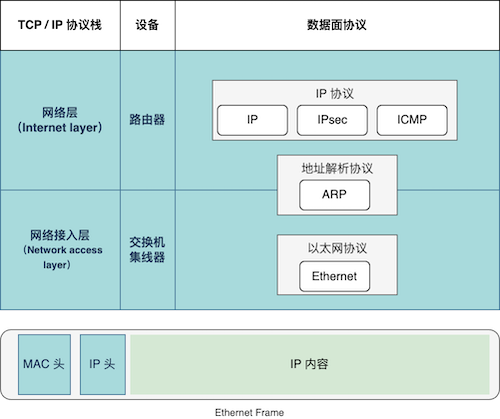 TCP / IP 协议栈
设备
数据面协议
网络层
（Internet layer）
路由器
IP 协议
IP
IPsec
ICMP
地址解析协议
ARP
网络接入层
（Network access
layer）
交换机
集线器
以太网协议
Ethernet
MAC 头
IP 头
IP 内容
Ethernet Frame